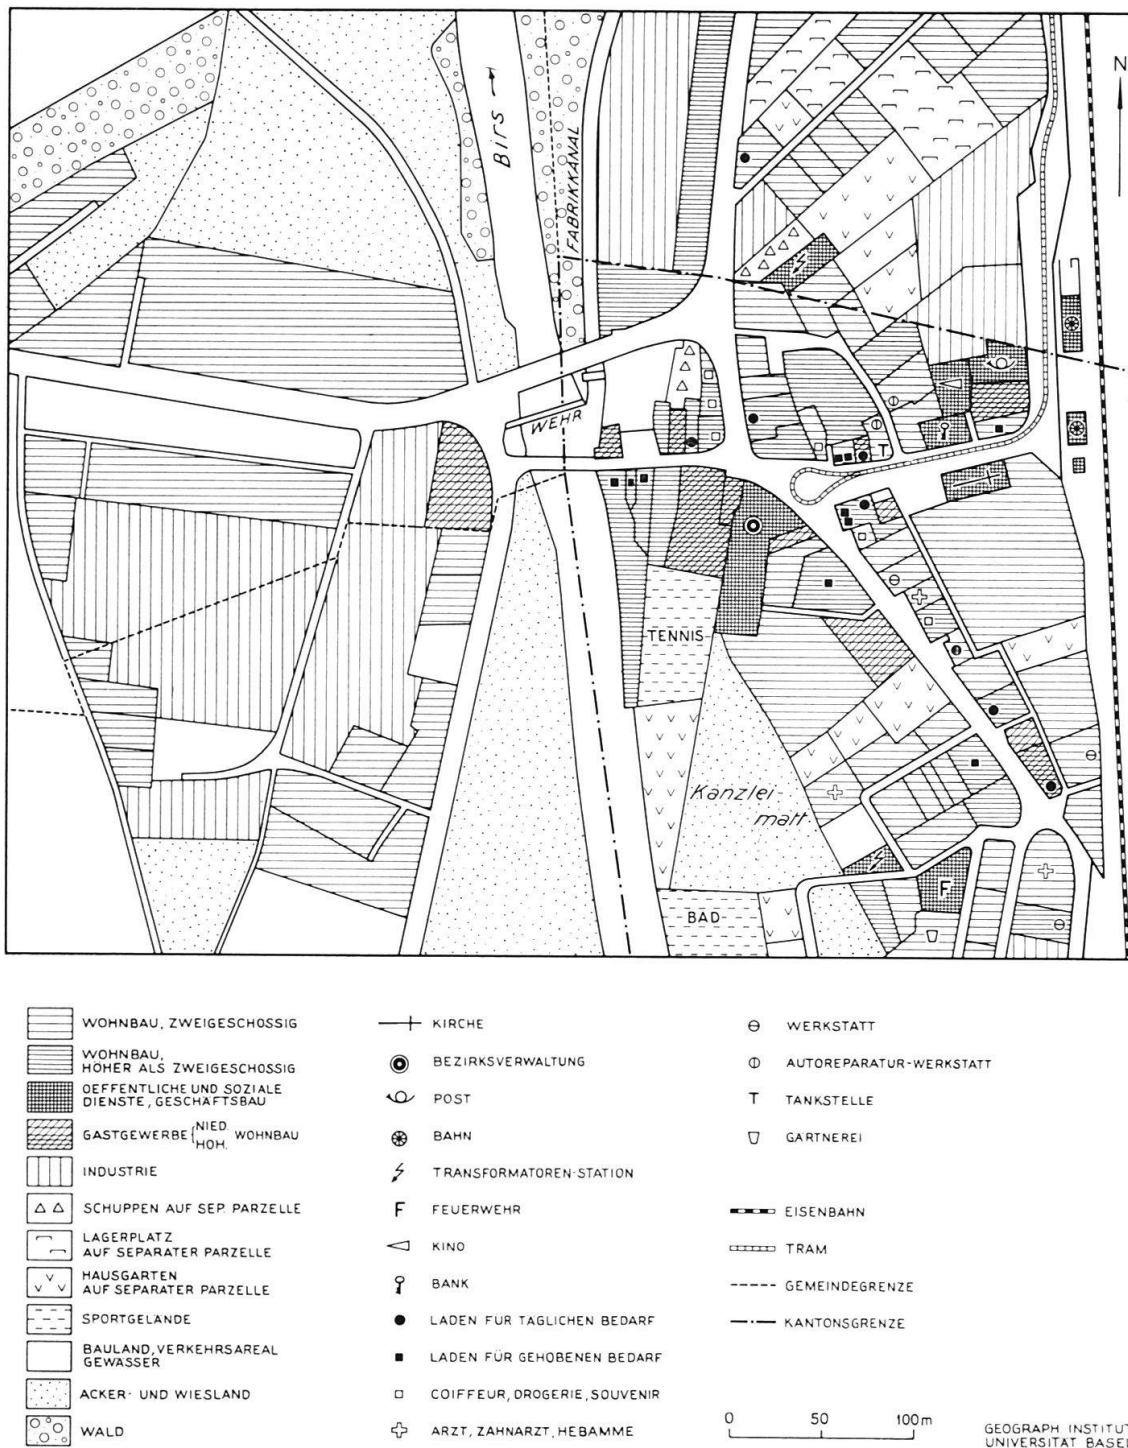 N
Birs
FABRIKKANAL
WEHR
T
TENNIS
Kanzlei-
matt
BAD
F
WOHNBAU, ZWEIGESCHOSSIG
WOHNBAU,
HÖHER ALS ZWEIGESCHOSSIG
OEFFENTLICHE UND SOZIALE
DIENSTE, GESCHÄFTSBAU
GASTGEWERBE { NIED. HÖH. WOHNBAU
INDUSTRIE
SCHUPPEN AUF SEP. PARZELLE
LAGERPLATZ
AUF SEPARATER PARZELLE
HAUSGARTEN
AUF SEPARATER PARZELLE
SPORTGELÄNDE
BAULAND, VERKEHRSAREAL
GEWÄSSER
ACKER- UND WIESLAND
WALD
KIRCHE
BEZIRKSVERWALTUNG
POST
BAHN
TRANSFORMATOREN-STATION
F FEUERWEHR
KINO
BANK
LADEN FÜR TÄGLICHEN BEDARF
LADEN FÜR GEHOBENEN BEDARF
COIFFEUR, DROGERIE, SOUVENIR
ARZT, ZAHNARZT, HEBAMME
WERKSTATT
AUTOREPARATUR-WERKSTATT
T TANKSTELLE
GÄRTNEREI
EISENBAHN
TRAM
GEMEINDEGRENZE
KANTONSGRENZE
0 50 100m
GEOGRAPH. INSTITUT
UNIVERSITÄT BASEL